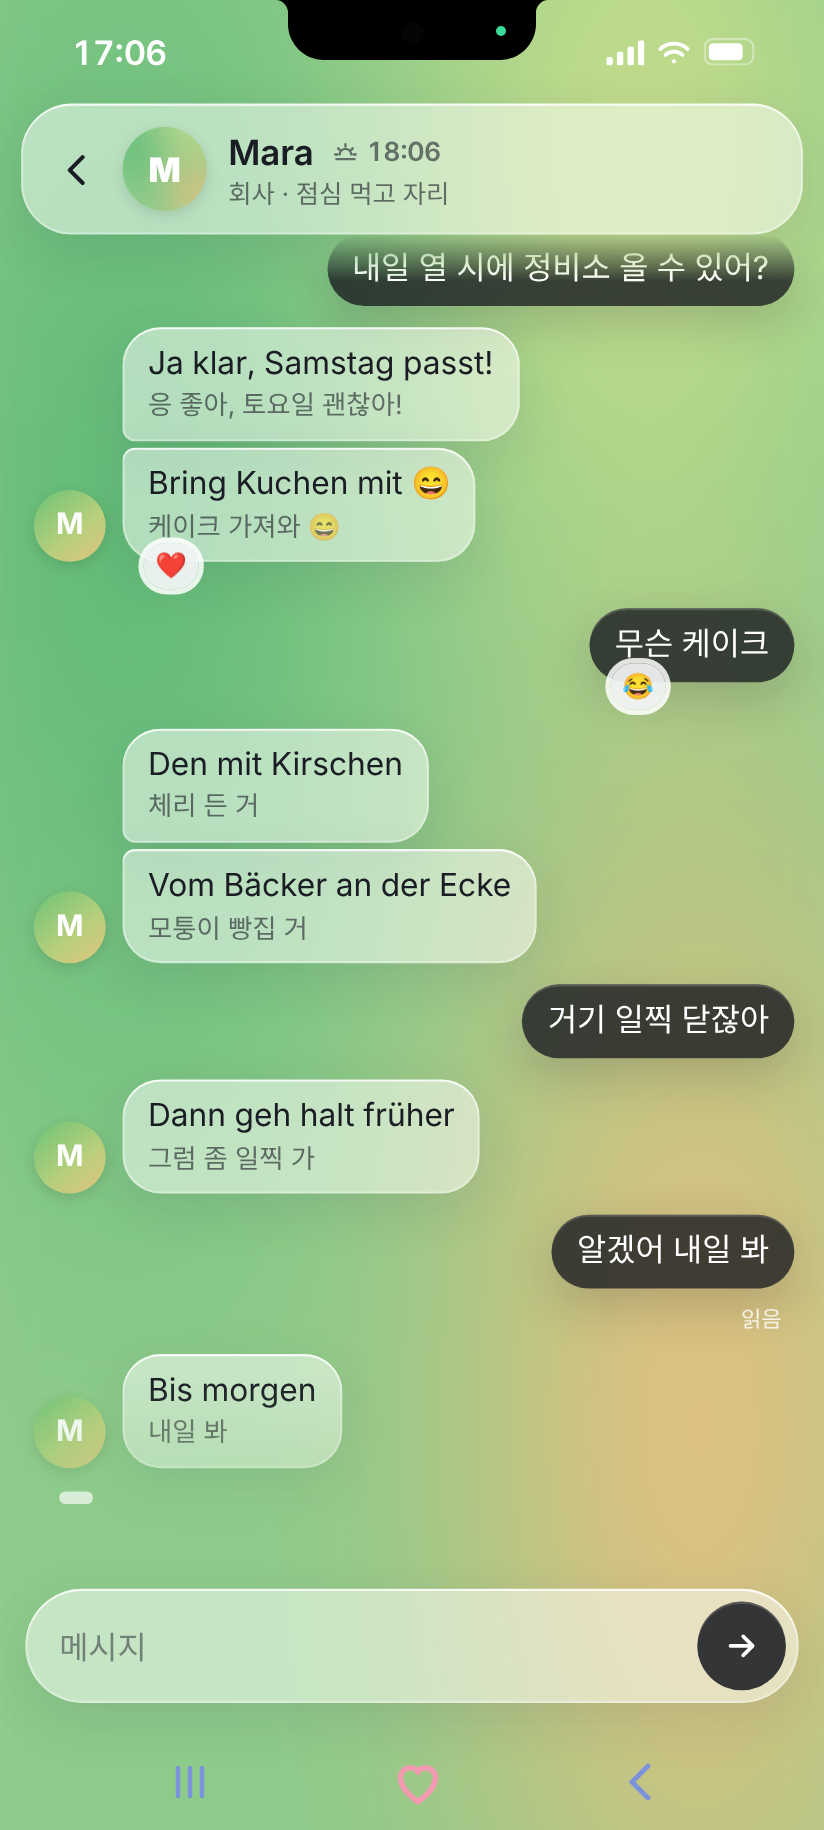 17:06
M
Mara 18:06
회사 · 점심 먹고 자리
내일 열 시에 정비소 올 수 있어?
Ja klar, Samstag passt!
응 좋아, 토요일 괜찮아!
Bring Kuchen mit 😄
케이크 가져와 😄
M
❤️
무슨 케이크
😂
Den mit Kirschen
체리 든 거
Vom Bäcker an der Ecke
모퉁이 빵집 거
M
거기 일찍 닫잖아
Dann geh halt früher
그럼 좀 일찍 가
M
알겠어 내일 봐
읽음
Bis morgen
내일 봐
M
메시지